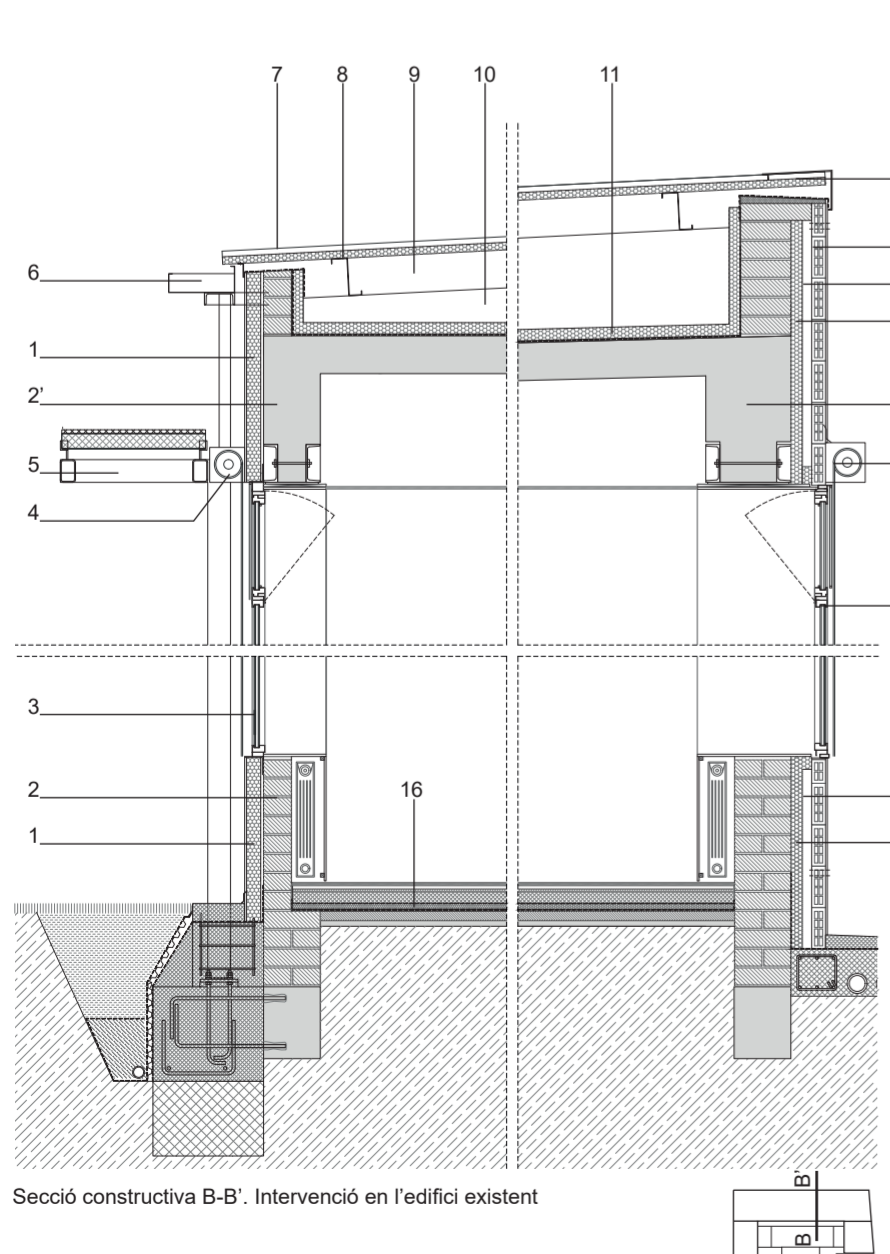 7 8 9 10 11
6
1
2’
5
4
3
2
16
1
Secció constructiva B-B’. Intervenció en l’edifici existent
B’
B